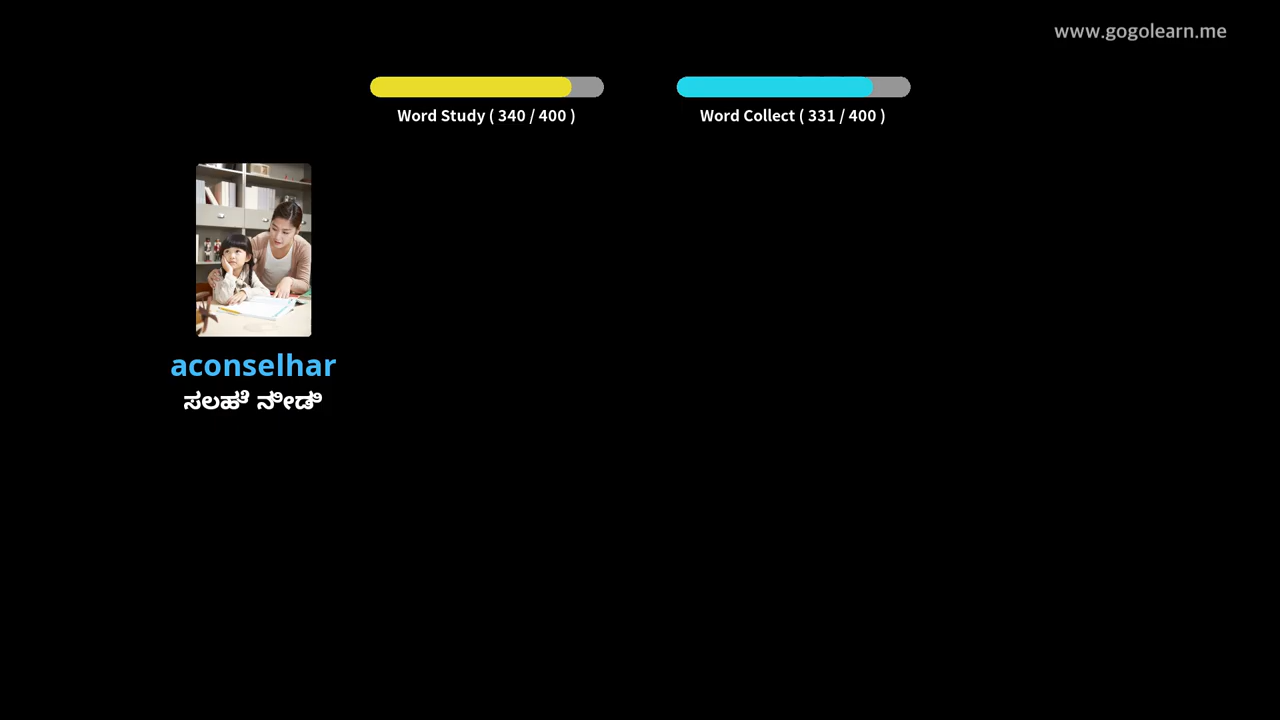 www.gogolearn.me
Word Study ( 340 / 400 )
Word Collect ( 331 / 400 )
aconselhar
ಸಲಹೆ ನೀಡಿ